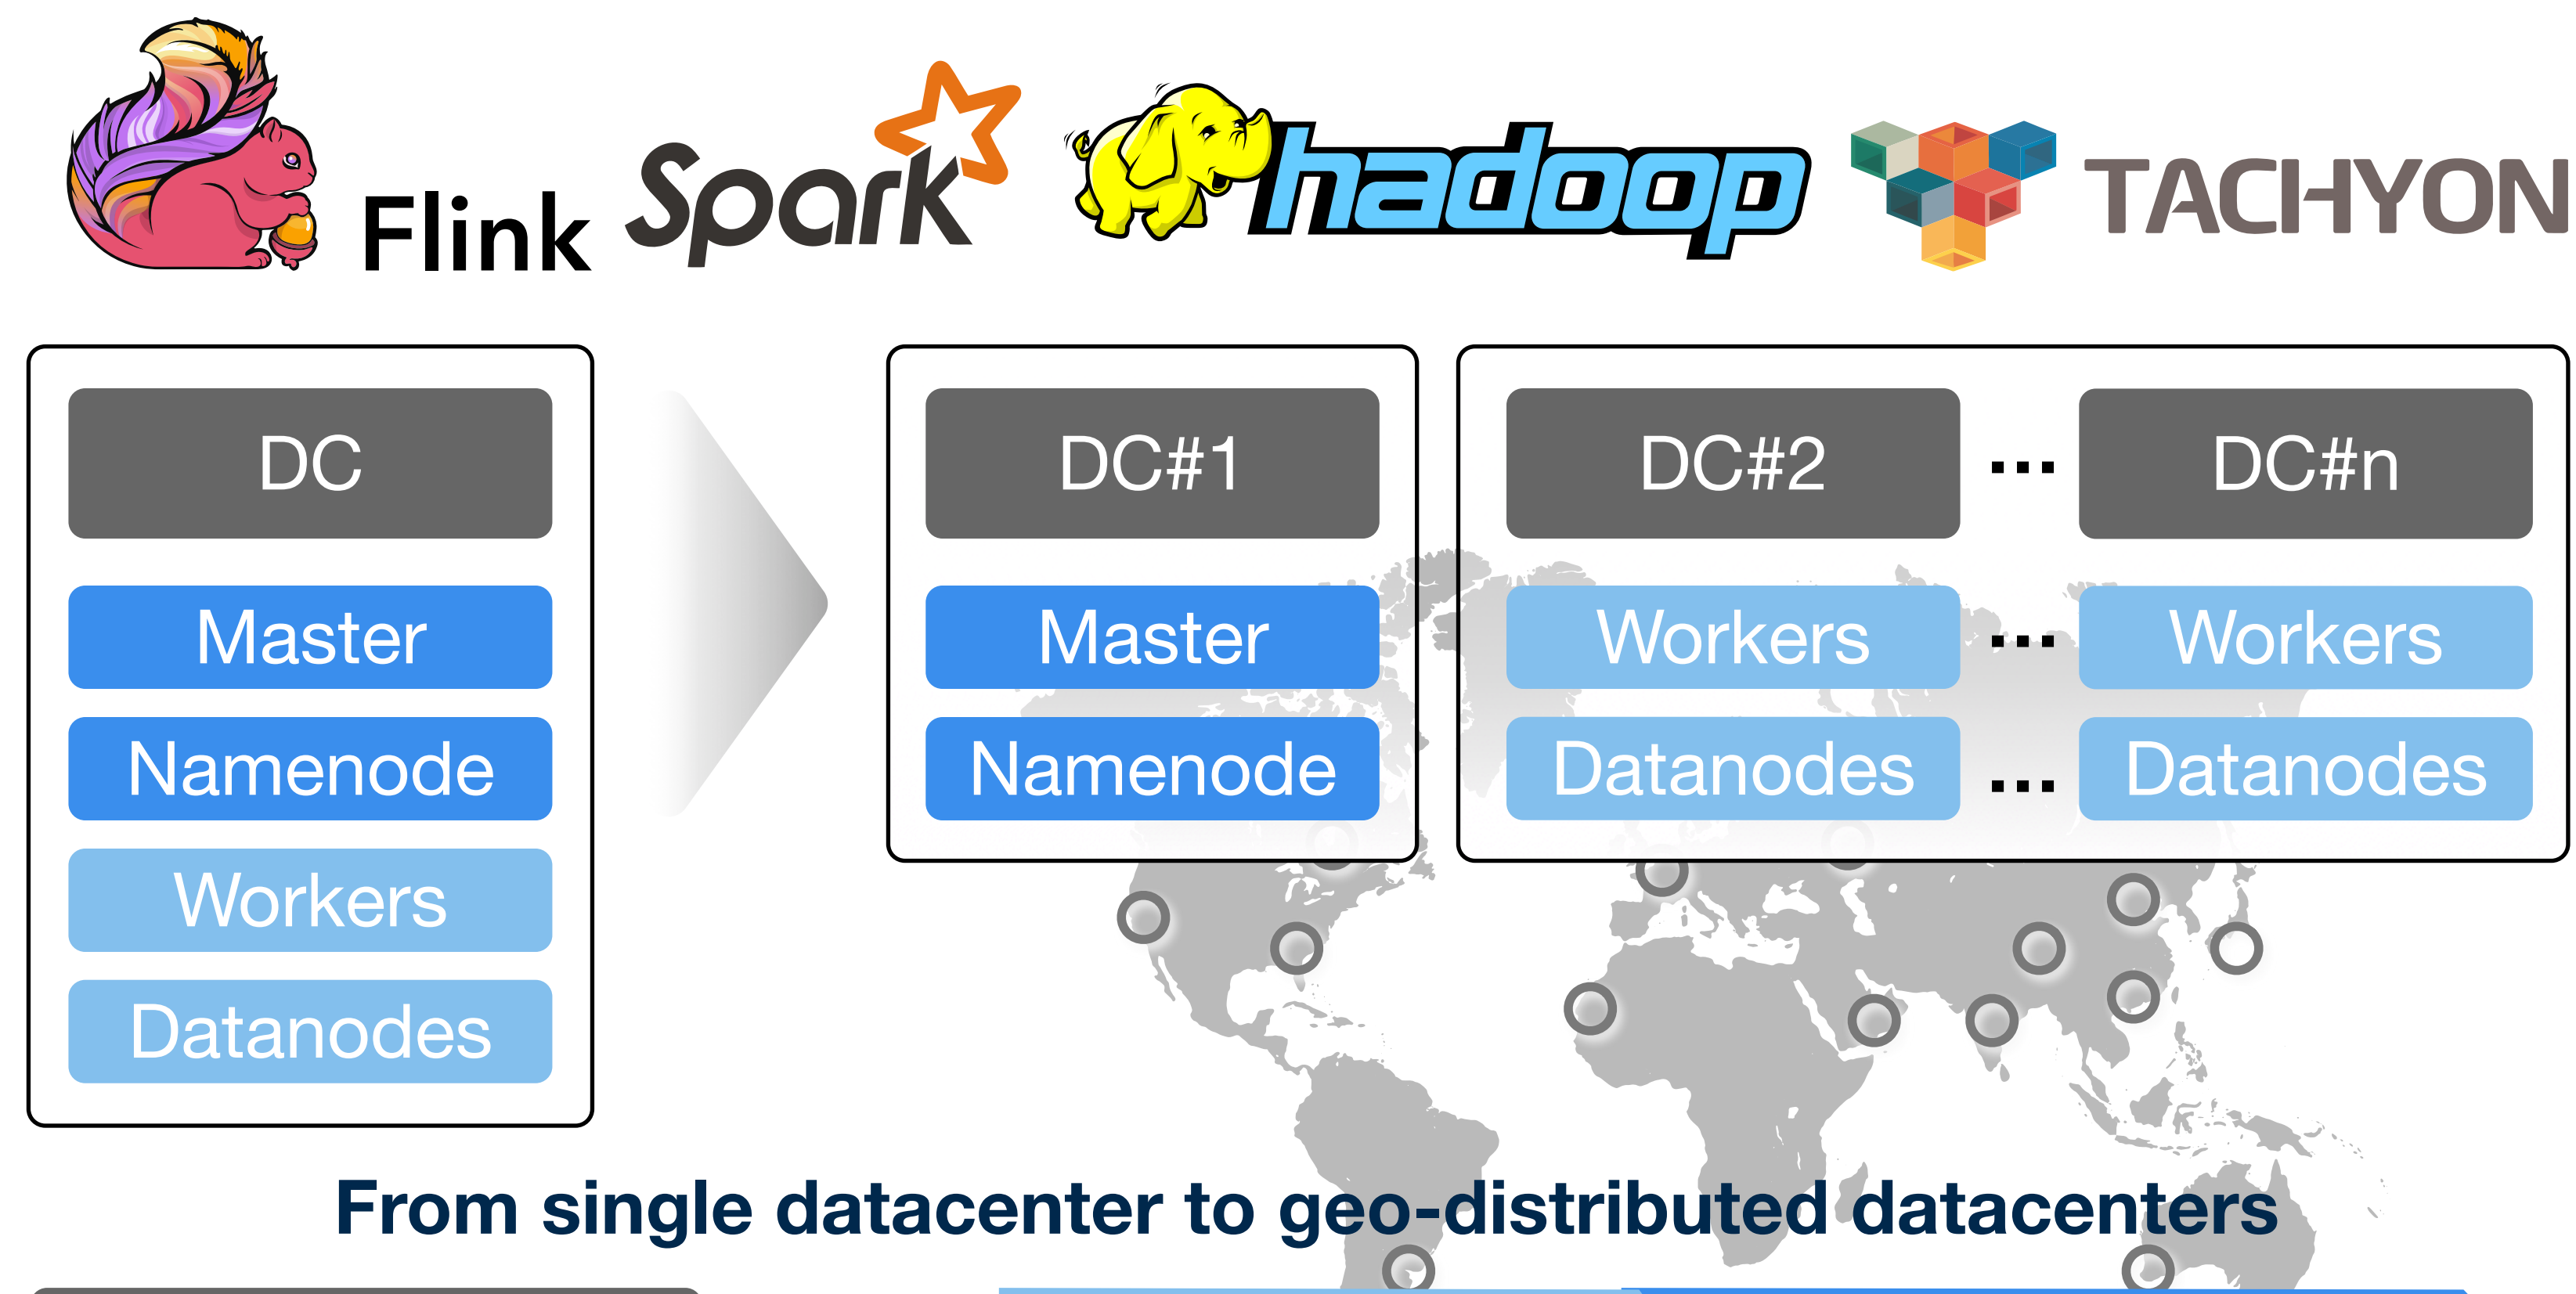 Flink Spark hadoop TACHYON
DC
Master
Namenode
Workers
Datanodes
DC#1
Master
Namenode
DC#2 ... DC#n
Workers ... Workers
Datanodes ... Datanodes
From single datacenter to geo-distributed datacenters